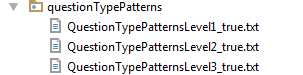 questionTypePatterns
QuestionTypePatternsLevel1_true.txt
QuestionTypePatternsLevel2_true.txt
QuestionTypePatternsLevel3_true.txt